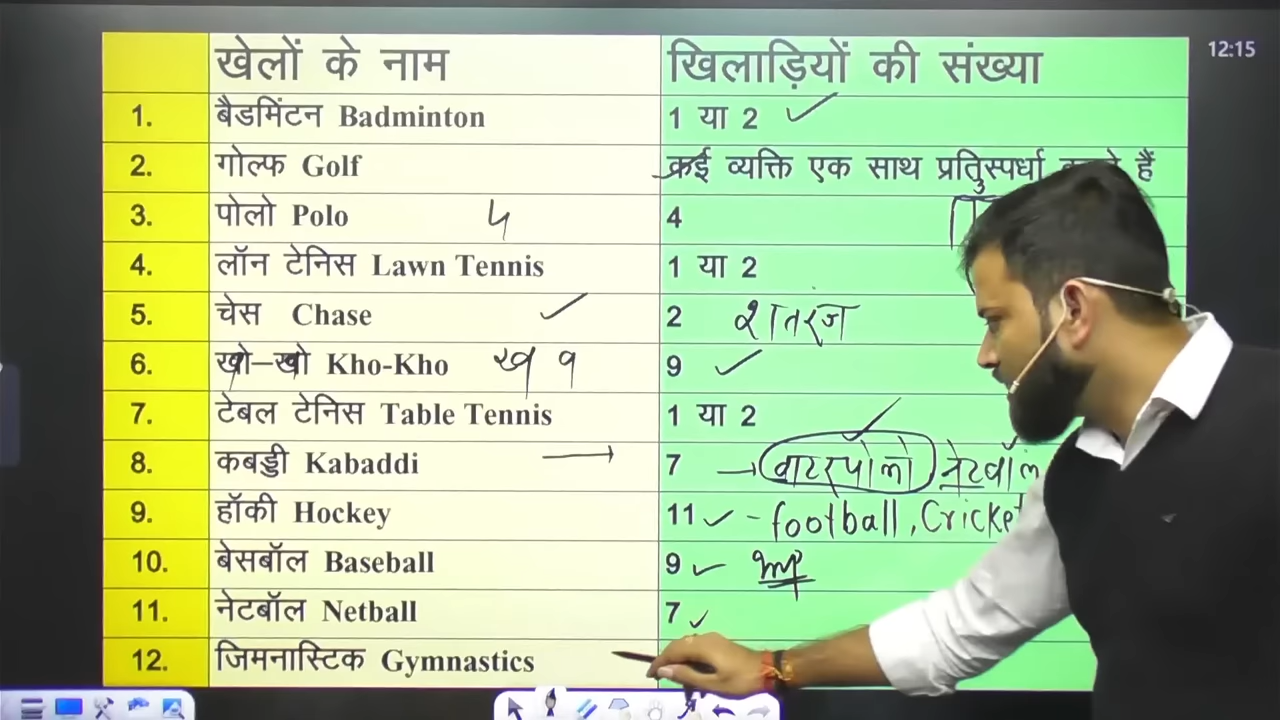 12:15
खेलों के नाम खिलाड़ियों की संख्या
1. बैडमिंटन Badminton 1 या 2
2. गोल्फ Golf कई व्यक्ति एक साथ प्रतिस्पर्धा हैं
3. पोलो Polo 4
4. लॉन टेनिस Lawn Tennis 1 या 2
5. चेस Chase 2 शतरंज
6. खो-खो Kho-Kho ख 9 9
7. टेबल टेनिस Table Tennis 1 या 2
8. कबड्डी Kabaddi 7 वाटरपोलो नेटवॉल
9. हॉकी Hockey 11 - football, Cricket
10. बेसबॉल Baseball 9 Imp
11. नेटबॉल Netball 7
12. जिमनास्टिक Gymnastics